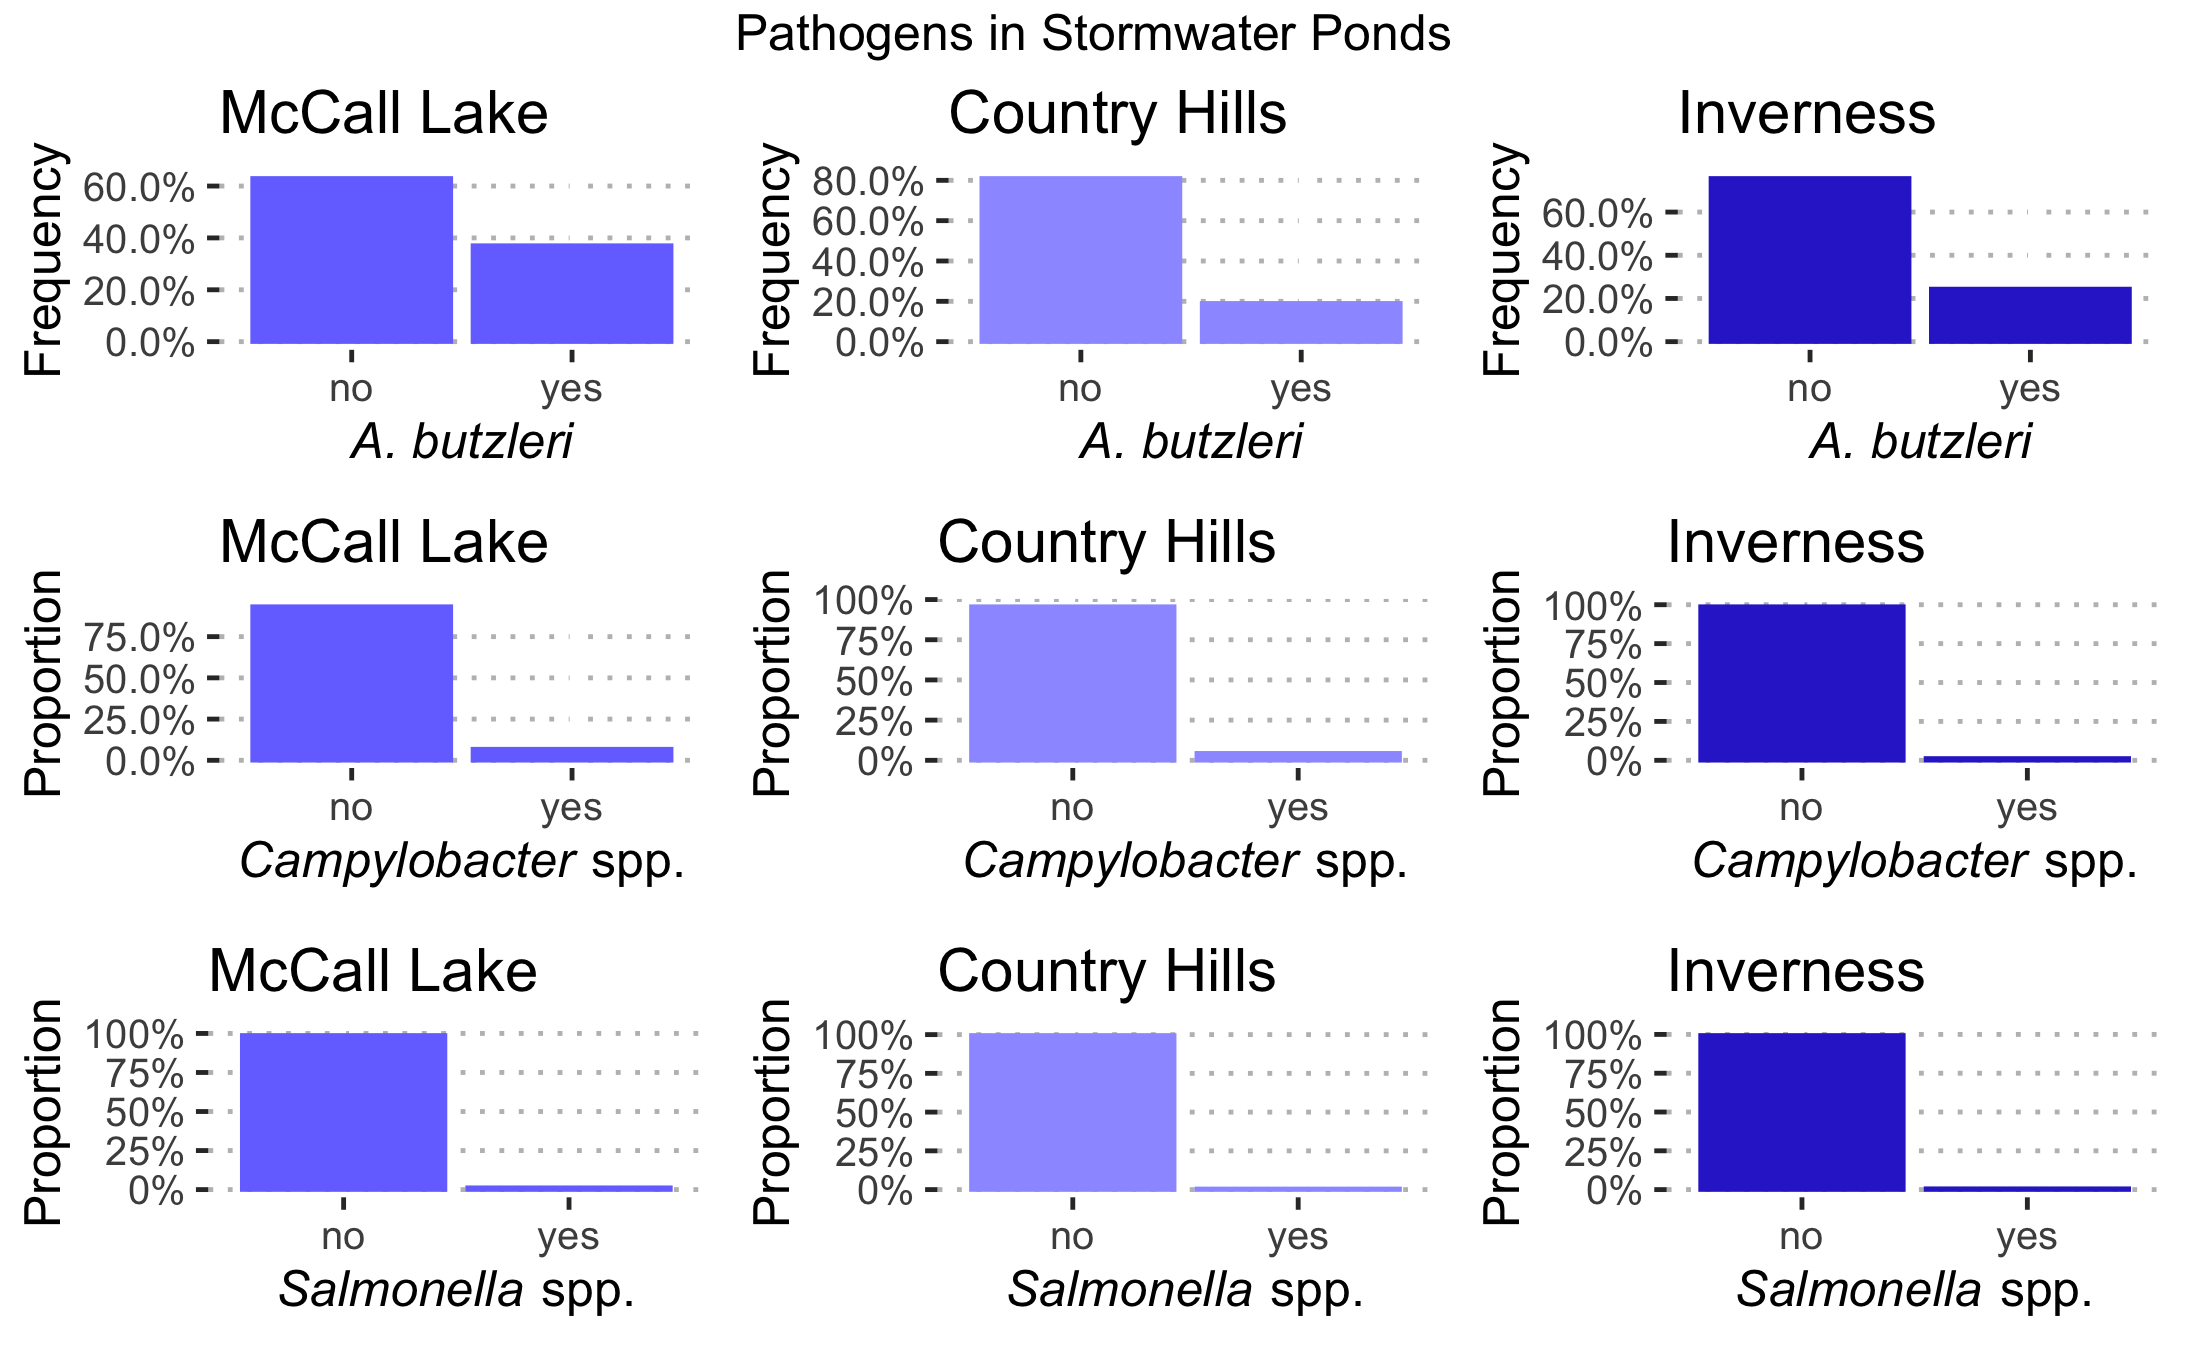 Pathogens in Stormwater Ponds
McCall Lake
Frequency
60.0%
40.0%
20.0%
0.0%
no yes
A. butzleri
Country Hills
Frequency
80.0%
60.0%
40.0%
20.0%
0.0%
no yes
A. butzleri
Inverness
Frequency
60.0%
40.0%
20.0%
0.0%
no yes
A. butzleri
McCall Lake
Proportion
75.0%
50.0%
25.0%
0.0%
no yes
Campylobacter spp.
Country Hills
Proportion
100%
75%
50%
25%
0%
no yes
Campylobacter spp.
Inverness
Proportion
100%
75%
50%
25%
0%
no yes
Campylobacter spp.
McCall Lake
Proportion
100%
75%
50%
25%
0%
no yes
Salmonella spp.
Country Hills
Proportion
100%
75%
50%
25%
0%
no yes
Salmonella spp.
Inverness
Proportion
100%
75%
50%
25%
0%
no yes
Salmonella spp.